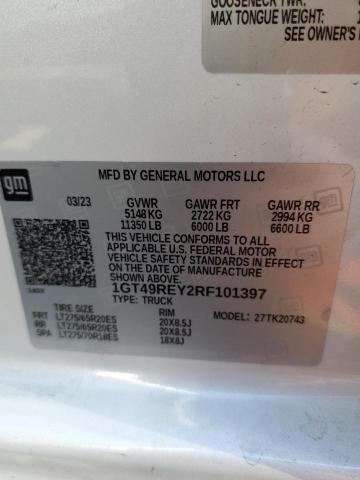 GOOSENECK TWR:
MAX TONGUE WEIGHT:
SEE OWNER'S
gm
MFD BY GENERAL MOTORS LLC
03/23 GVWR GAWR FRT GAWR RR
5148 KG 2722 KG 2994 KG
11350 LB 6000 LB 6600 LB
THIS VEHICLE CONFORMS TO ALL
APPLICABLE U.S. FEDERAL MOTOR
VEHICLE SAFETY STANDARDS IN EFFECT
ON THE DATE OF MANUFACTURE SHOWN ABOVE.
1GT49REY2RF101397
TYPE: TRUCK
TIRE SIZE RIM MODEL: 27TK20743
FRT LT275/65R20ES 20X8.5J
RR LT275/65R20ES 20X8.5J
SPA LT275/70R18ES 18X8J